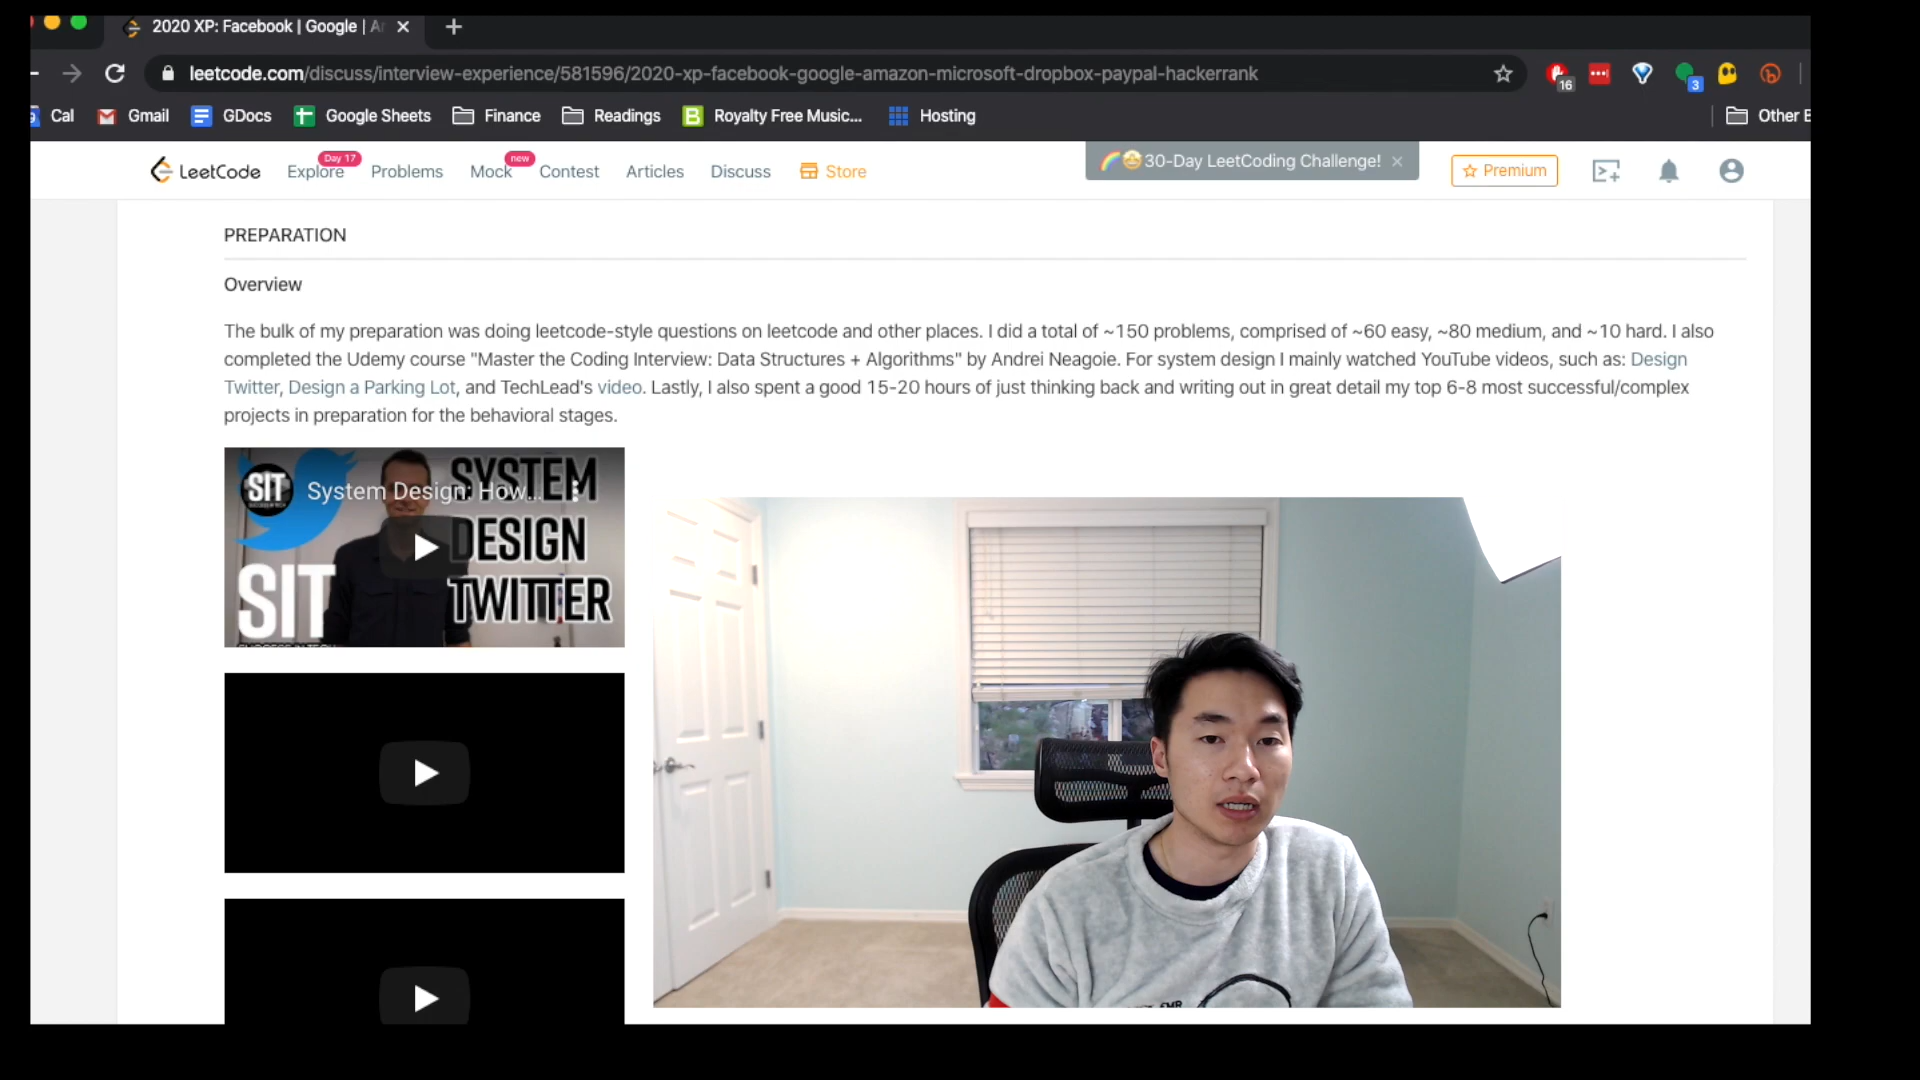 2020 XP: Facebook | Google |
leetcode.com/discuss/interview-experience/581596/2020-xp-facebook-google-amazon-microsoft-dropbox-paypal-hackerrank
16
3
Cal Gmail GDocs Google Sheets Finance Readings Royalty Free Music... Hosting Other
LeetCode Explore Day 17 Problems Mock new Contest Articles Discuss Store 30-Day LeetCoding Challenge! Premium
PREPARATION
Overview
The bulk of my preparation was doing leetcode-style questions on leetcode and other places. I did a total of ~150 problems, comprised of ~60 easy, ~80 medium, and ~10 hard. I also
completed the Udemy course "Master the Coding Interview: Data Structures + Algorithms" by Andrei Neagoie. For system design I mainly watched YouTube videos, such as: Design
Twitter, Design a Parking Lot, and TechLead's video. Lastly, I also spent a good 15-20 hours of just thinking back and writing out in great detail my top 6-8 most successful/complex
projects in preparation for the behavioral stages.
SIT System Design: How...
SYSTEM
DESIGN
TWITTER
SIT